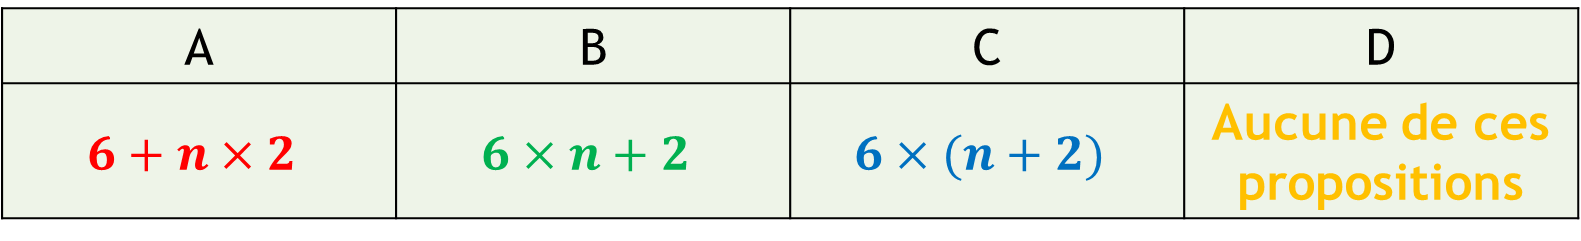 A B C D
6 + n × 2 6 × n + 2 6 × (n + 2) Aucune de ces
propositions